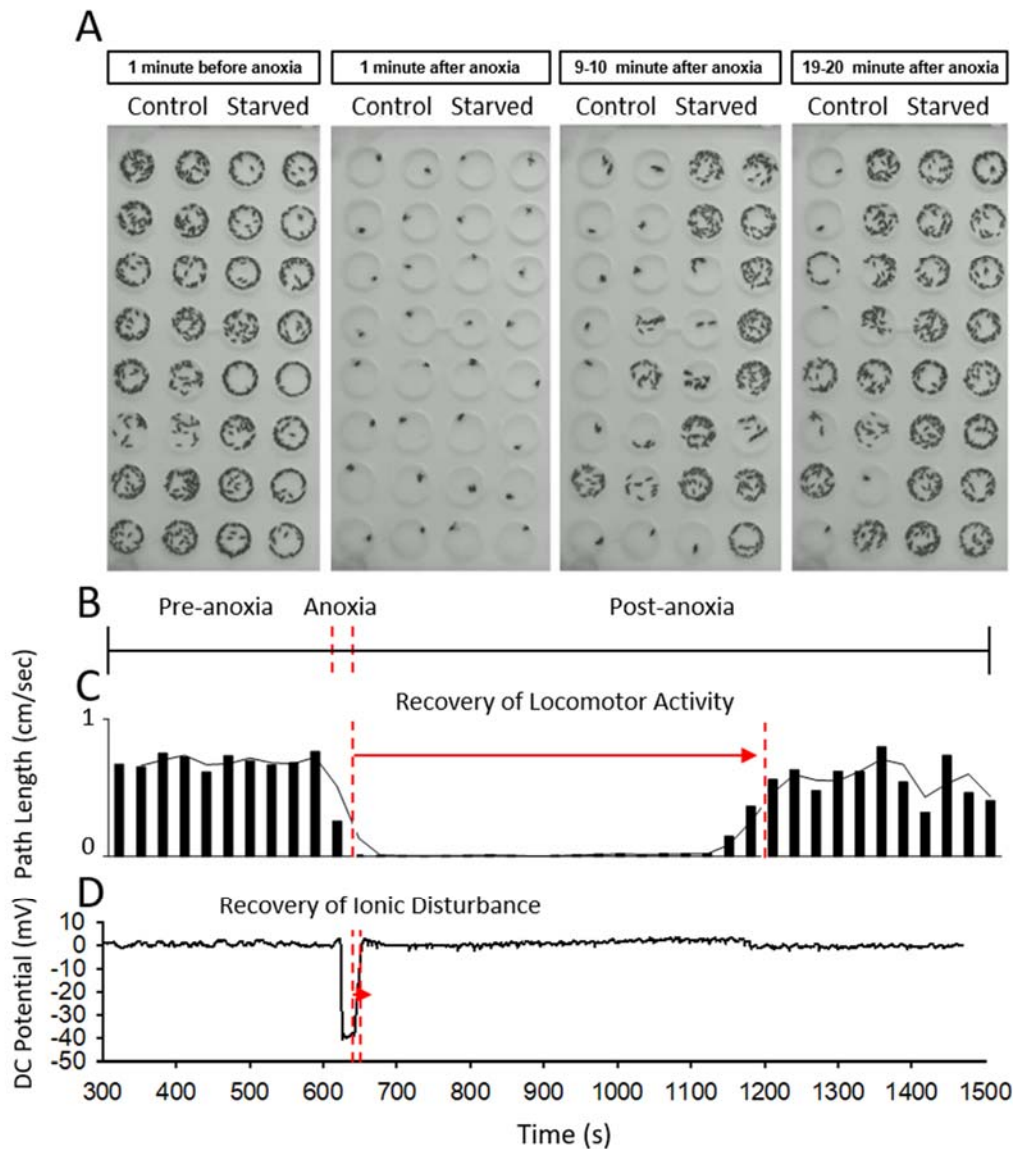 A
1 minute before anoxia
1 minute after anoxia
9-10 minute after anoxia
19-20 minute after anoxia
Control Starved
Control Starved
Control Starved
Control Starved
B
Pre-anoxia
Anoxia
Post-anoxia
C
Recovery of Locomotor Activity
Path Length (cm/sec)
1
0
D
Recovery of Ionic Disturbance
DC Potential (mV)
10
0
-10
-20
-30
-40
-50
300 400 500 600 700 800 900 1000 1100 1200 1300 1400 1500
Time (s)